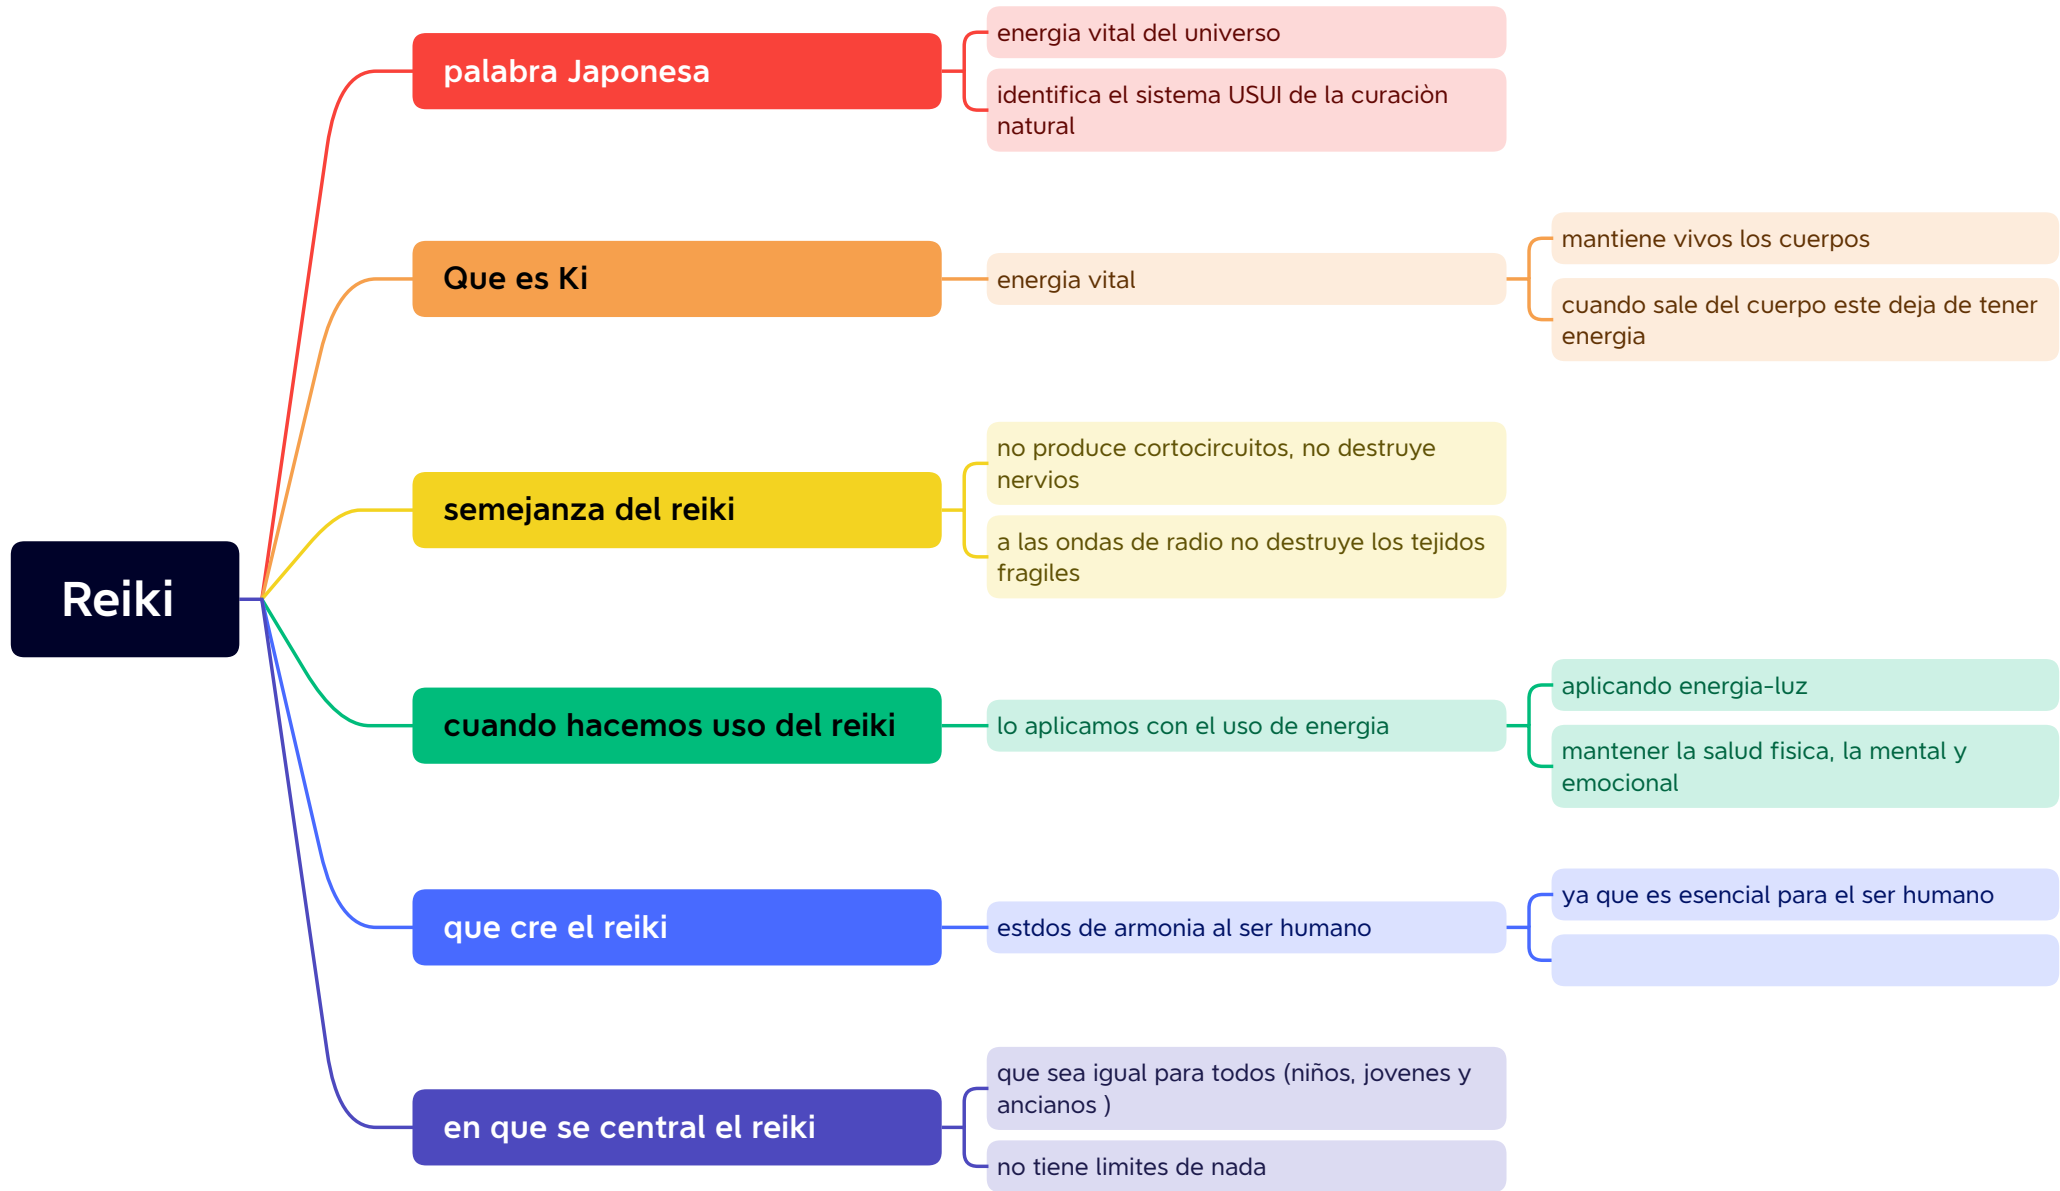 Reiki
palabra Japonesa
energia vital del universo
identifica el sistema USUI de la curaciòn
natural
Que es Ki
energia vital
mantiene vivos los cuerpos
cuando sale del cuerpo este deja de tener
energia
semejanza del reiki
no produce cortocircuitos, no destruye
nervios
a las ondas de radio no destruye los tejidos
fragiles
cuando hacemos uso del reiki
lo aplicamos con el uso de energia
aplicando energia-luz
mantener la salud fisica, la mental y
emocional
que cre el reiki
estdos de armonia al ser humano
ya que es esencial para el ser humano
en que se central el reiki
que sea igual para todos (niños, jovenes y
ancianos )
no tiene limites de nada